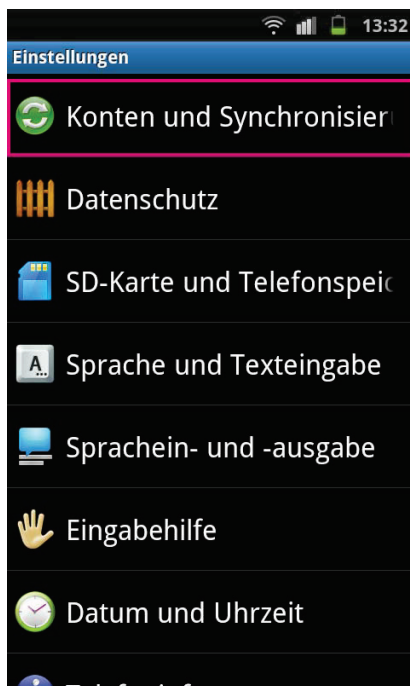 13:32
Einstellungen
Konten und Synchronisier
Datenschutz
SD-Karte und Telefonspeic
A...
Sprache und Texteingabe
Sprachein- und -ausgabe
Eingabehilfe
Datum und Uhrzeit